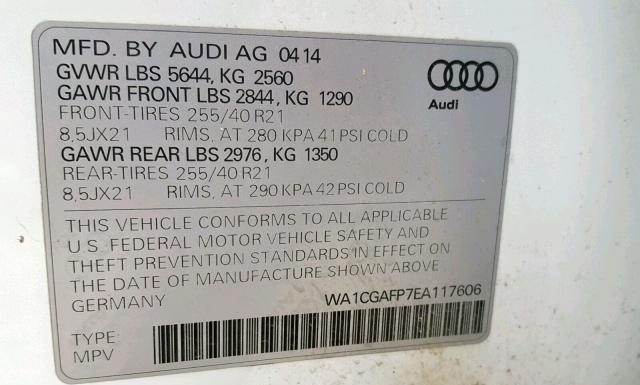 MFD. BY AUDI AG 04 14
GVWR LBS 5644, KG 2560
GAWR FRONT LBS 2844, KG 1290
FRONT-TIRES 255/40 R21
8,5JX21 RIMS, AT 280 KPA 41 PSI COLD
GAWR REAR LBS 2976, KG 1350
REAR-TIRES 255/40 R21
8,5JX21 RIMS, AT 290 KPA 42 PSI COLD
Audi
THIS VEHICLE CONFORMS TO ALL APPLICABLE
U.S. FEDERAL MOTOR VEHICLE SAFETY AND
THEFT PREVENTION STANDARDS IN EFFECT ON
THE DATE OF MANUFACTURE SHOWN ABOVE
GERMANY WA1CGAFP7EA117606
TYPE:
MPV